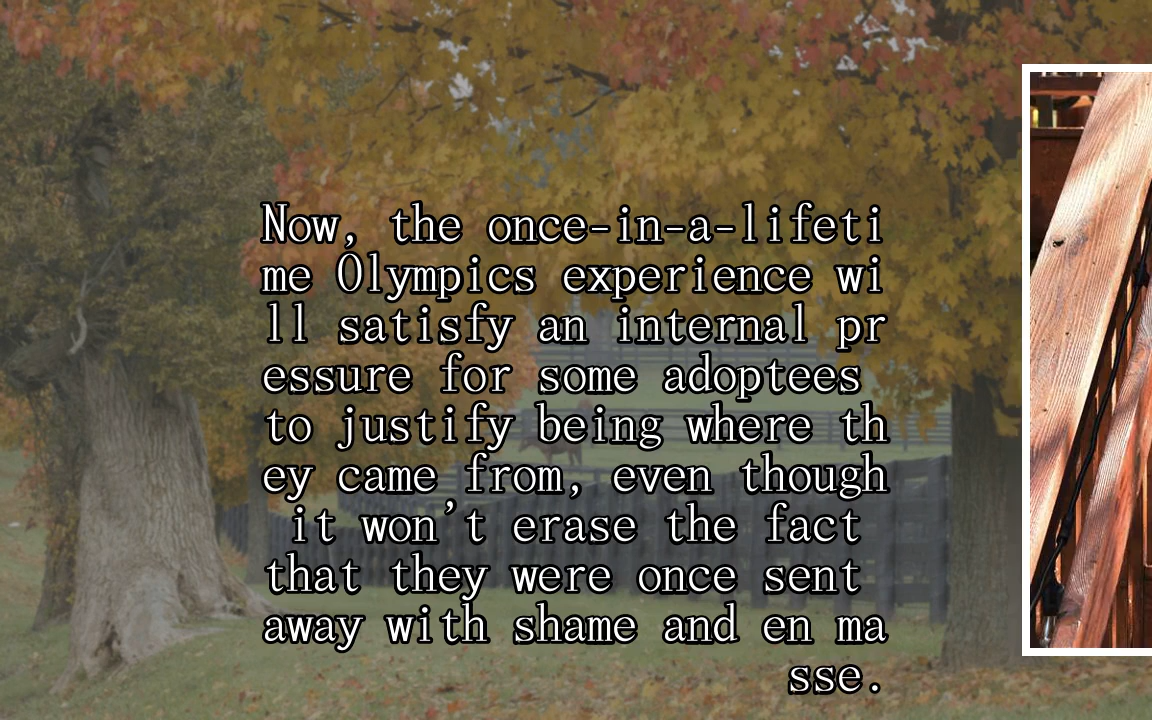 Now, the once-in-a-lifeti
me Olympics experience wi
ll satisfy an internal pr
essure for some adoptees
to justify being where th
ey came from, even though
it won't erase the fact
that they were once sent
away with shame and en ma
sse.